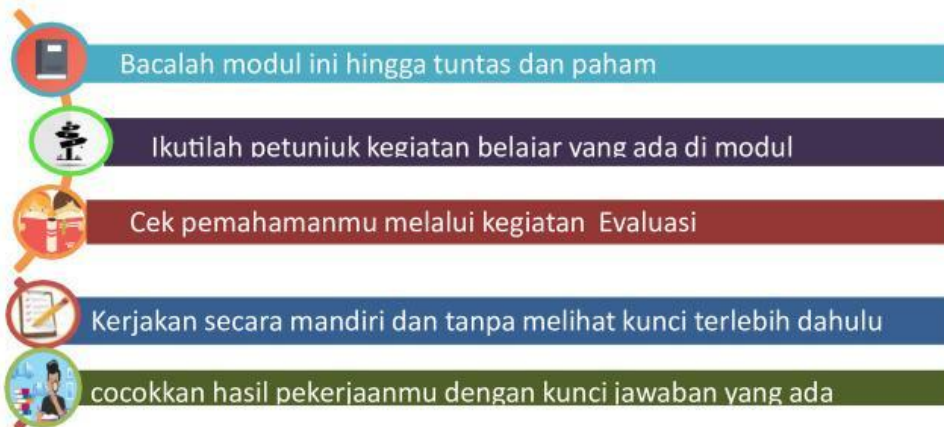 Bacalah modul ini hingga tuntas dan paham
Ikutilah petunjuk kegiatan belajar yang ada di modul
Cek pemahamanmu melalui kegiatan Evaluasi
Kerjakan secara mandiri dan tanpa melihat kunci terlebih dahulu
cocokkan hasil pekerjaanmu dengan kunci jawaban yang ada